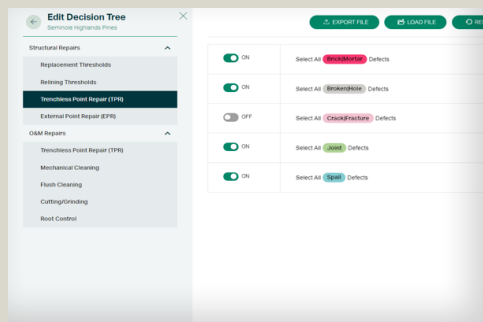 Edit Decision Tree
Seminole Highlands Pines
EXPORT FILE
LOAD FILE
Structural Repairs
Replacement Thresholds
Relining Thresholds
Trenchless Point Repair (TPR)
External Point Repair (EPR)
O&M Repairs
Trenchless Point Repair (TPR)
Mechanical Cleaning
Flush Cleaning
Cutting/Grinding
Root Control
ON Select All Brick|Mortar Defects
ON Select All Broken|Hole Defects
OFF Select All Crack|Fracture Defects
ON Select All Joint Defects
ON Select All Spall Defects